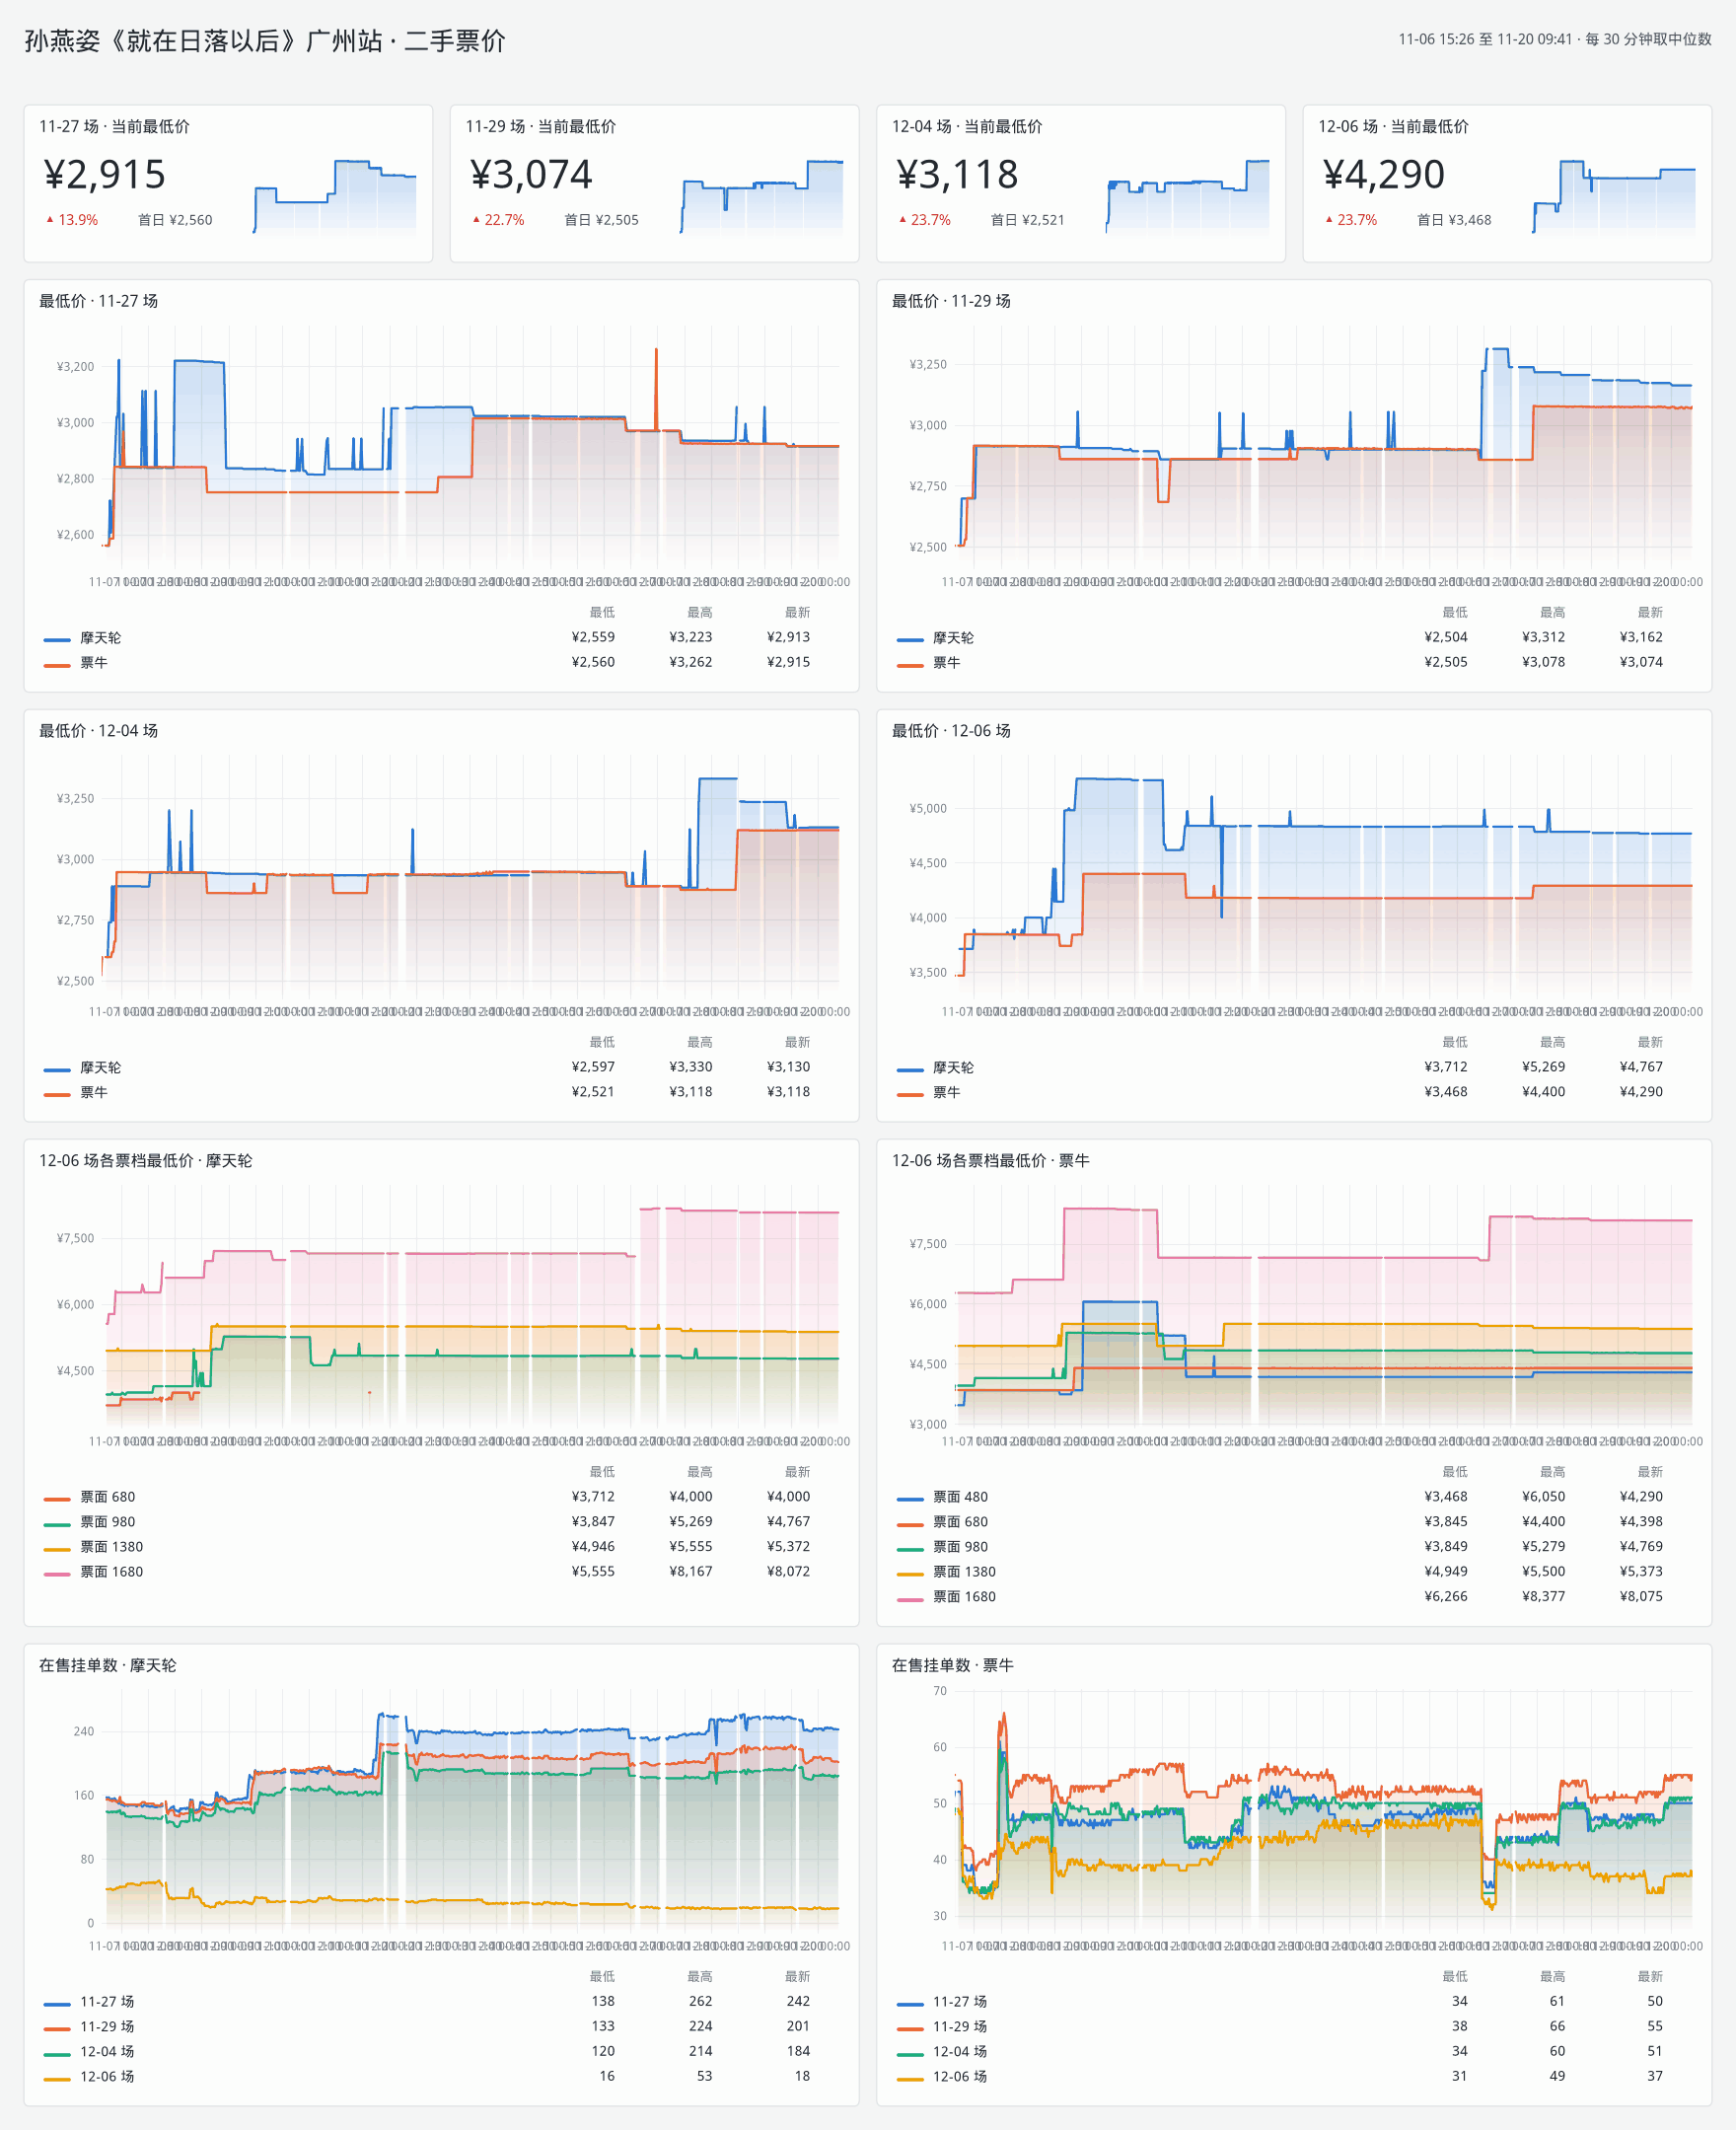 孙燕姿《就在日落以后》广州站 · 二手票价
11-06 15:26 至 11-20 09:41 · 每 30 分钟取中位数
11-27 场 · 当前最低价
¥2,915
▲ 13.9% 首日 ¥2,560
11-29 场 · 当前最低价
¥3,074
▲ 22.7% 首日 ¥2,505
12-04 场 · 当前最低价
¥3,118
▲ 23.7% 首日 ¥2,521
12-06 场 · 当前最低价
¥4,290
▲ 23.7% 首日 ¥3,468
最低价 · 11-27 场
¥3,200
¥3,000
¥2,800
¥2,600
最低 最高 最新
摩天轮 ¥2,559 ¥3,223 ¥2,913
票牛 ¥2,560 ¥3,262 ¥2,915
最低价 · 11-29 场
¥3,250
¥3,000
¥2,750
¥2,500
最低 最高 最新
摩天轮 ¥2,504 ¥3,312 ¥3,162
票牛 ¥2,505 ¥3,078 ¥3,074
最低价 · 12-04 场
¥3,250
¥3,000
¥2,750
¥2,500
最低 最高 最新
摩天轮 ¥2,597 ¥3,330 ¥3,130
票牛 ¥2,521 ¥3,118 ¥3,118
最低价 · 12-06 场
¥5,000
¥4,500
¥4,000
¥3,500
最低 最高 最新
摩天轮 ¥3,712 ¥5,269 ¥4,767
票牛 ¥3,468 ¥4,400 ¥4,290
12-06 场各票档最低价 · 摩天轮
¥7,500
¥6,000
¥4,500
最低 最高 最新
票面 680 ¥3,712 ¥4,000 ¥4,000
票面 980 ¥3,847 ¥5,269 ¥4,767
票面 1380 ¥4,946 ¥5,555 ¥5,372
票面 1680 ¥5,555 ¥8,167 ¥8,072
12-06 场各票档最低价 · 票牛
¥7,500
¥6,000
¥4,500
¥3,000
最低 最高 最新
票面 480 ¥3,468 ¥6,050 ¥4,290
票面 680 ¥3,845 ¥4,400 ¥4,398
票面 980 ¥3,849 ¥5,279 ¥4,769
票面 1380 ¥4,949 ¥5,500 ¥5,373
票面 1680 ¥6,266 ¥8,377 ¥8,075
在售挂单数 · 摩天轮
240
160
80
0
最低 最高 最新
11-27 场 138 262 242
11-29 场 133 224 201
12-04 场 120 214 184
12-06 场 16 53 18
在售挂单数 · 票牛
70
60
50
40
30
最低 最高 最新
11-27 场 34 61 50
11-29 场 38 66 55
12-04 场 34 60 51
12-06 场 31 49 37